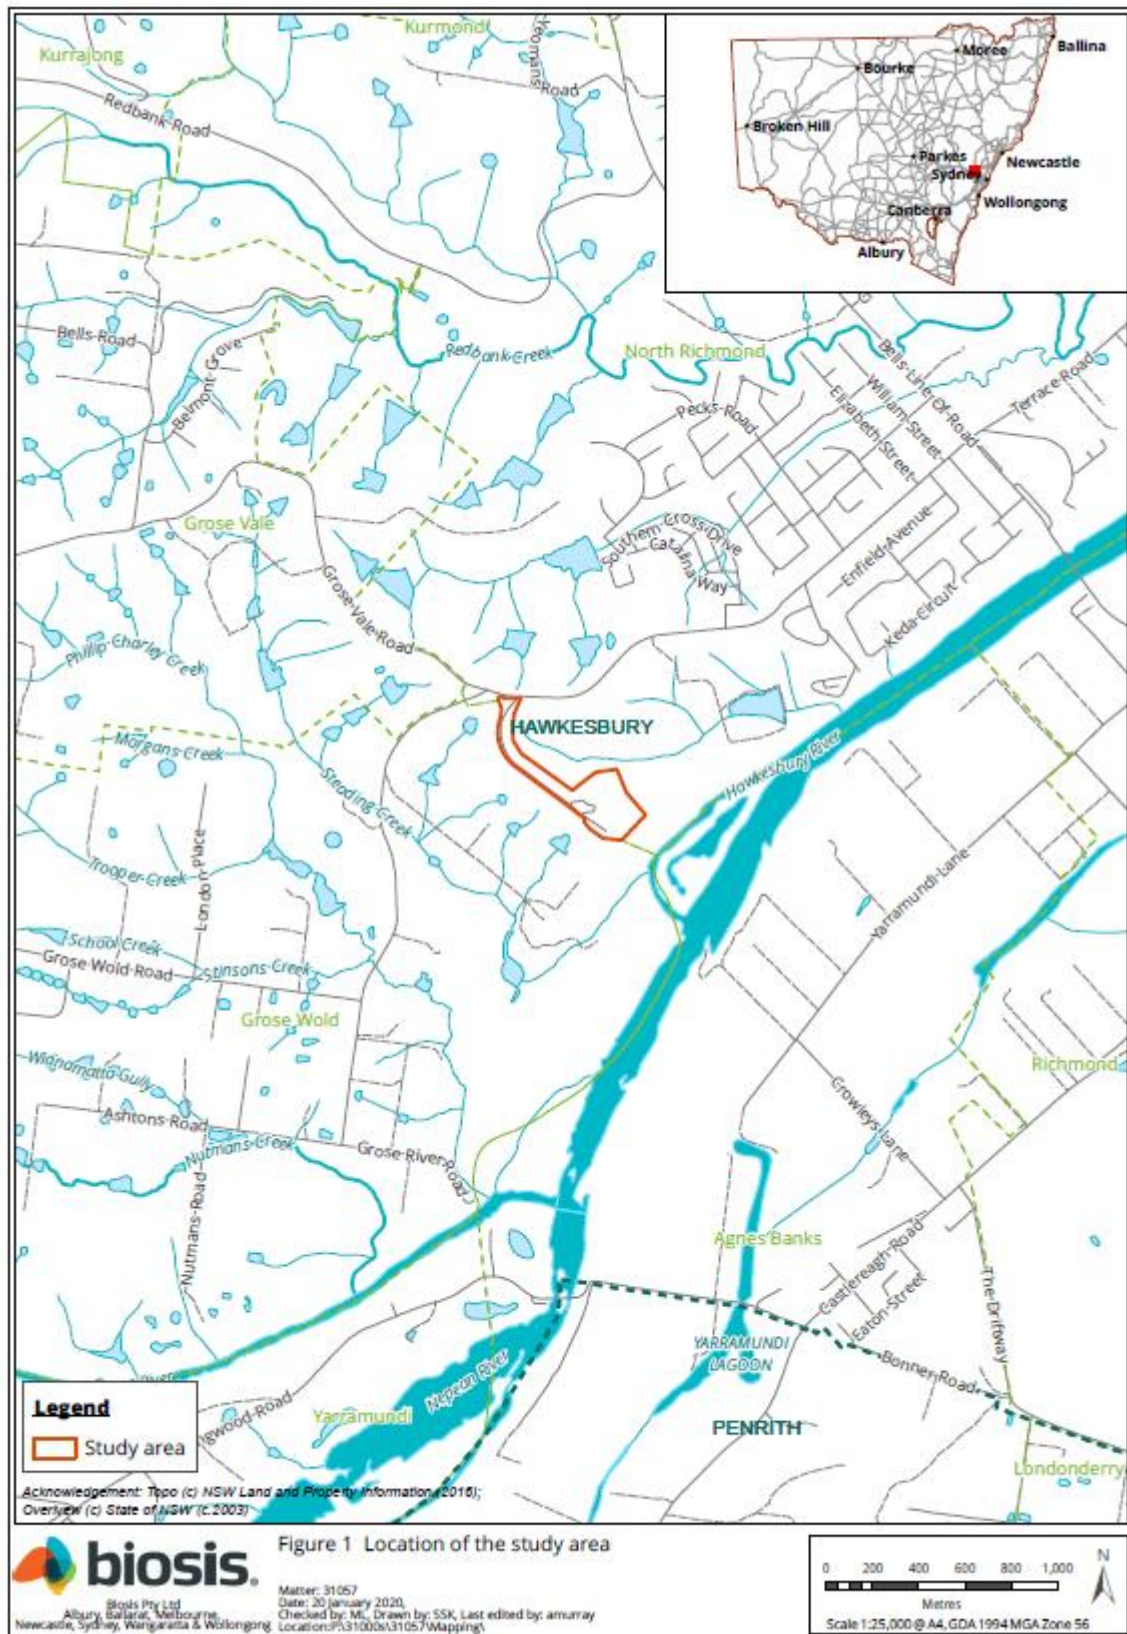 Kurrajong
Kurmond
Yeomans Road
Redbank Road
Moree
Ballina
Bourke
Broken Hill
Parkes
Newcastle
Sydney
Wollongong
Canberra
Albury
Bells Road
Belmont Grove
Redbank Creek
North Richmond
Bells Line Of Road
William Street
Elizabeth Street
Terrace Road
Pecks Road
Grose Vale
Southern Cross Drive
Catalina Way
Enfield Avenue
Keda Circuit
Grose Vale Road
Phillip Charley Creek
HAWKESBURY
Morgans Creek
Steading Creek
Hawkesbury River
Trooper Creek
London Place
Yarramundi Lane
School Creek
Grose Wold Road
Stinsons Creek
Grose Wold
Richmond
Wianamatta Gully
Ashtons Road
Nutmans Creek
Grose River Road
Crowleys Lane
Nutmans Road
Agnes Banks
Castlereagh Road
Eaton Street
The Driftway
YARRAMUNDI
LAGOON
Bonner Road
Nepean River
Yarramundi
PENRITH
Londonderry
Legend
Study area
Acknowledgement: Topo (c) NSW Land and Property Information (2016);
Overview (c) State of NSW (c.2003)
biosis.
Biosis Pty Ltd
Albury, Ballarat, Melbourne,
Newcastle, Sydney, Wangaratta & Wollongong
Figure 1 Location of the study area
Matter: 31057
Date: 20 January 2020,
Checked by: ML, Drawn by: SSK, Last edited by: amurray
Location:P:\31000s\31057\Mapping\
0 200 400 600 800 1,000
Metres
N
Scale 1:25,000 @ A4, GDA 1994 MGA Zone 56